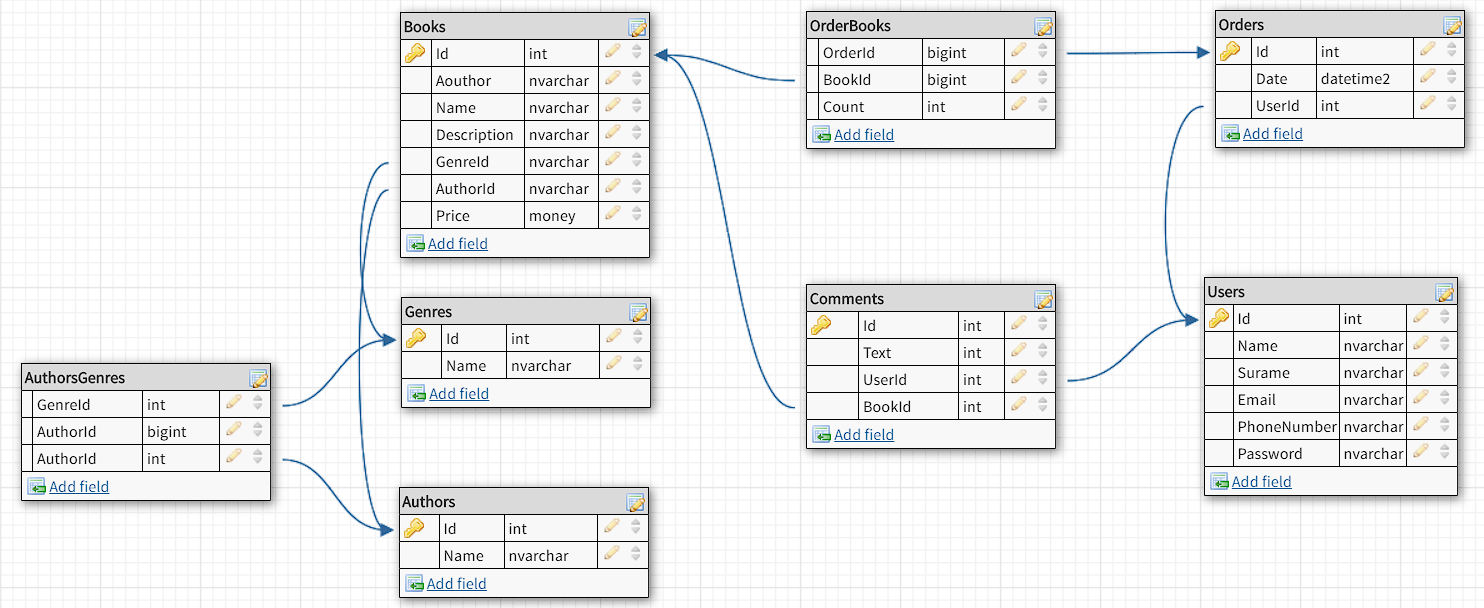 Books
Id int
Aouthor nvarchar
Name nvarchar
Description nvarchar
GenreId nvarchar
AuthorId nvarchar
Price money
Add field
OrderBooks
OrderId bigint
BookId bigint
Count int
Add field
Orders
Id int
Date datetime2
UserId int
Add field
Genres
Id int
Name nvarchar
Add field
Comments
Id int
Text int
UserId int
BookId int
Add field
Users
Id int
Name nvarchar
Surame nvarchar
Email nvarchar
PhoneNumber nvarchar
Password nvarchar
Add field
AuthorsGenres
GenreId int
AuthorId bigint
AuthorId int
Add field
Authors
Id int
Name nvarchar
Add field